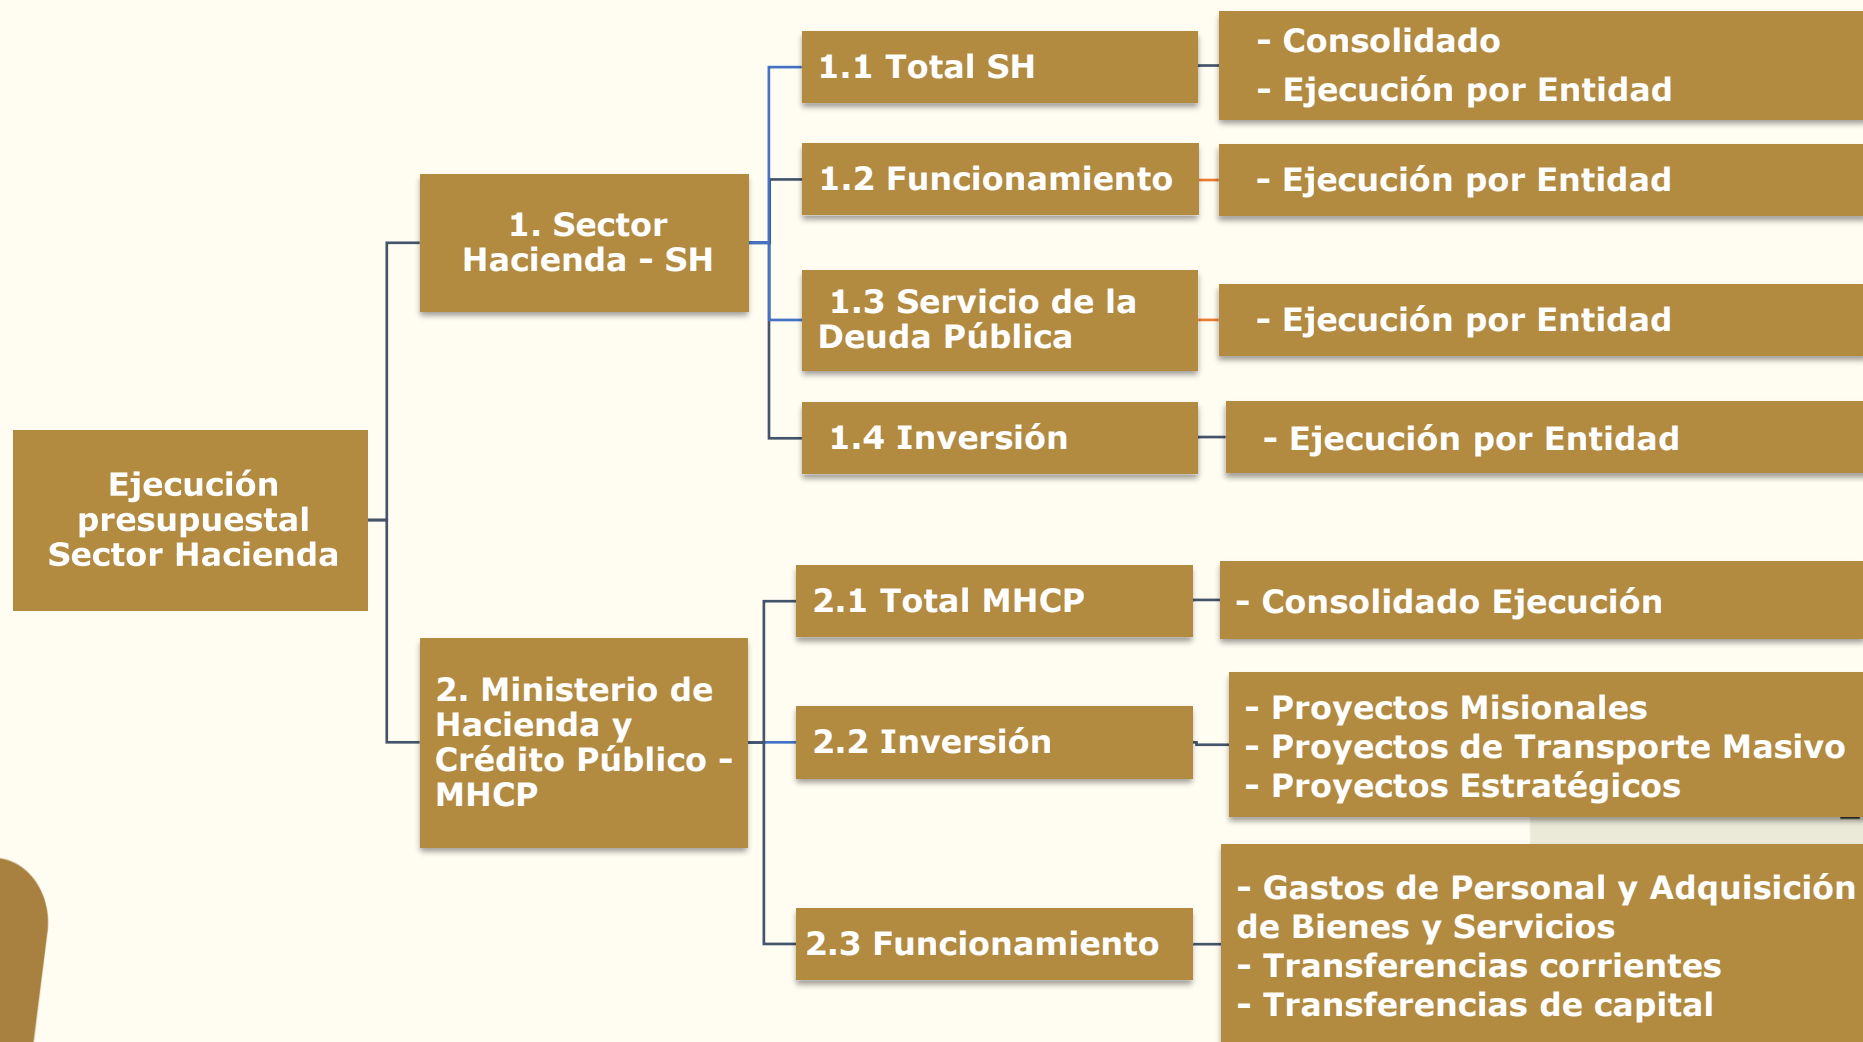 Ejecución
presupuestal
Sector Hacienda
1. Sector
Hacienda – SH
1.1 Total SH
– Consolidado
– Ejecución por Entidad
1.2 Funcionamiento
– Ejecución por Entidad
1.3 Servicio de la
Deuda Pública
– Ejecución por Entidad
1.4 Inversión
– Ejecución por Entidad
2. Ministerio de
Hacienda y
Crédito Público –
MHCP
2.1 Total MHCP
– Consolidado Ejecución
2.2 Inversión
– Proyectos Misionales
– Proyectos de Transporte Masivo
– Proyectos Estratégicos
2.3 Funcionamiento
– Gastos de Personal y Adquisición
de Bienes y Servicios
– Transferencias corrientes
– Transferencias de capital